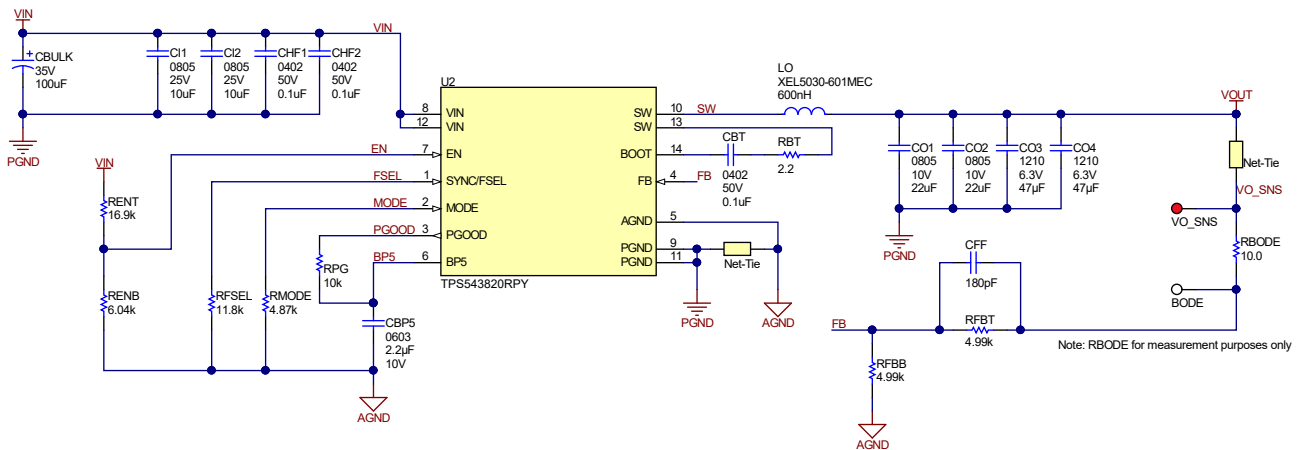 VIN
CBULK
35V
100uF
+
PGND
CI1
0805
25V
10uF
CI2
0805
25V
10uF
CHF1
0402
50V
0.1uF
CHF2
0402
50V
0.1uF
VIN
VIN
RENT
16.9k
RENB
6.04k
EN
FSEL
MODE
PGOOD
BP5
RFSEL
11.8k
RMODE
4.87k
RPG
10k
CBP5
0603
2.2µF
10V
AGND
U2
8
VIN
12
VIN
7
EN
1
SYNC/FSEL
2
MODE
3
PGOOD
6
BP5
SW
10
SW
13
BOOT
14
FB
4
AGND
5
PGND
9
PGND
11
TPS543820RPY
SW
LO
XEL5030-601MEC
600nH
CBT
0402
50V
0.1uF
RBT
2.2
FB
Net-Tie
PGND
AGND
CO1
0805
10V
22uF
CO2
0805
10V
22uF
CO3
1210
6.3V
47µF
CO4
1210
6.3V
47µF
PGND
VOUT
Net-Tie
VO_SNS
VO_SNS
RBODE
10.0
BODE
CFF
180pF
FB
RFBT
4.99k
RFBB
4.99k
AGND
Note: RBODE for measurement purposes only